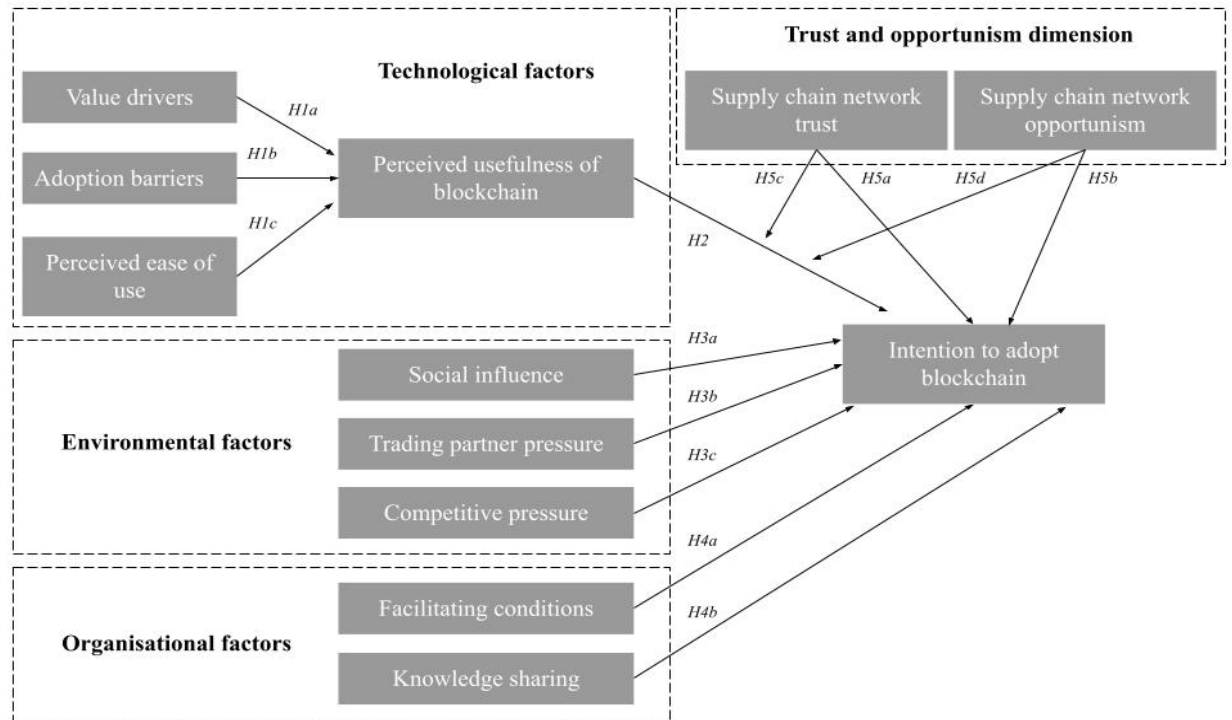 Trust and opportunism dimension
Technological factors
Value drivers
H1a
Supply chain network
trust
Supply chain network
opportunism
Adoption barriers
H1b
Perceived usefulness of
blockchain
H5c
H5a
H5d
H5b
H1c
Perceived ease of
use
H2
Social influence
H3a
Intention to adopt
blockchain
H3b
Environmental factors
Trading partner pressure
H3c
Competitive pressure
H4a
Facilitating conditions
H4b
Organisational factors
Knowledge sharing